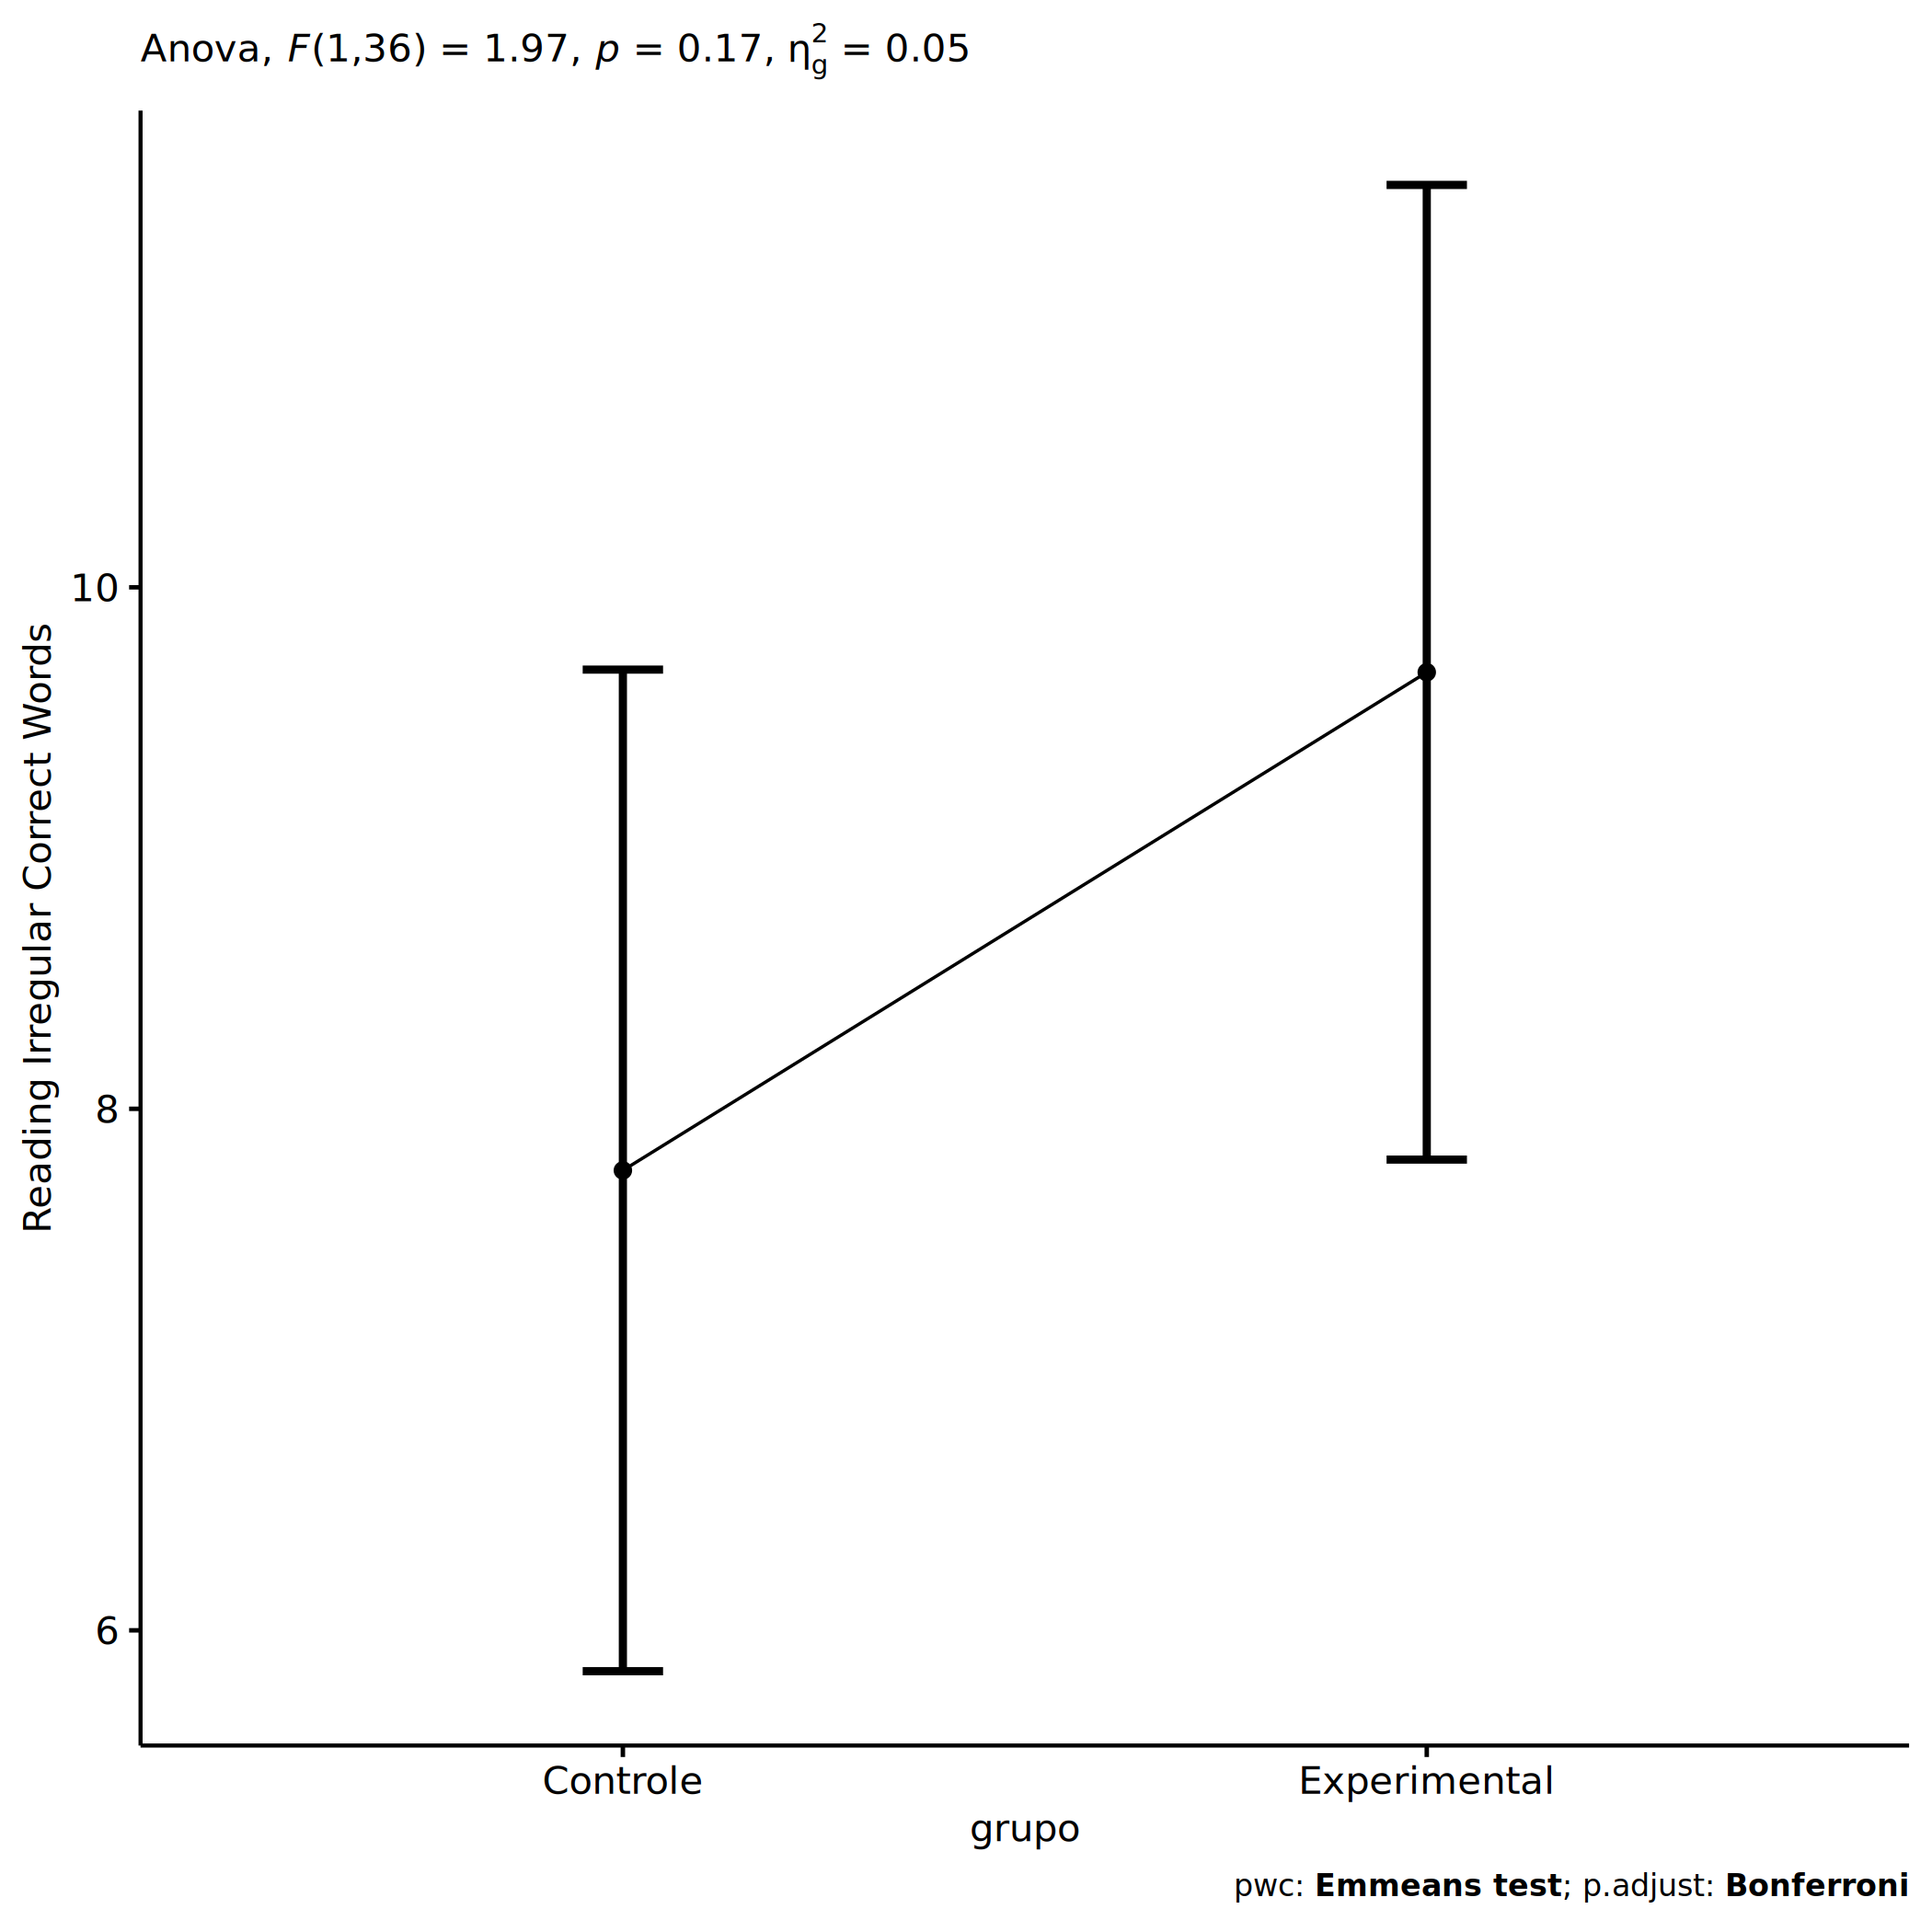 Anova, F(1,36) = 1.97, p = 0.17, η²g = 0.05
Reading Irregular Correct Words
10
8
6
Controle
Experimental
grupo
pwc: Emmeans test; p.adjust: Bonferroni